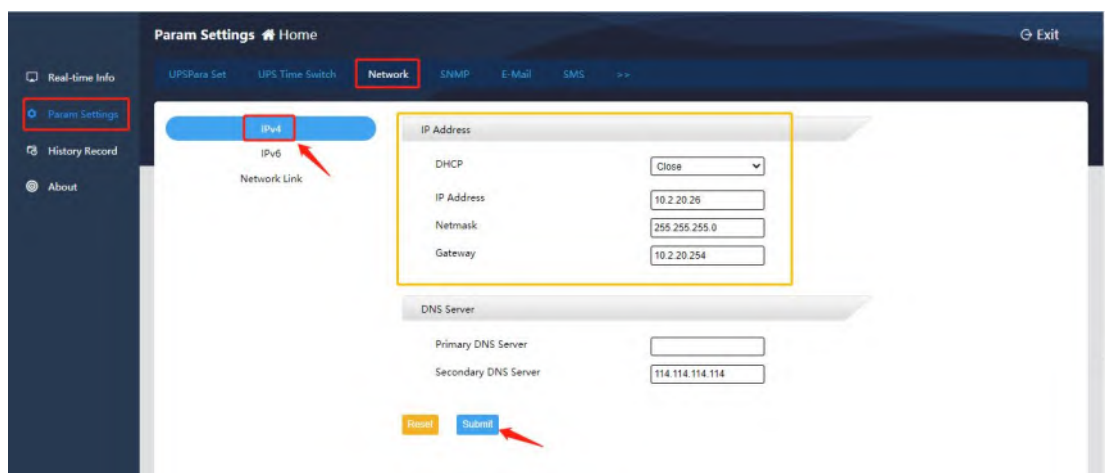 Param Settings Home
Exit
Real-time Info
Param Settings
History Record
About
UPSPara Set UPS Time Switch Network SNMP E-Mail SMS >>
IPv4
IPv6
Network Link
IP Address
DHCP Close
IP Address 10.2.20.26
Netmask 255.255.255.0
Gateway 10.2.20.254
DNS Server
Primary DNS Server
Secondary DNS Server 114.114.114.114
Reset Submit